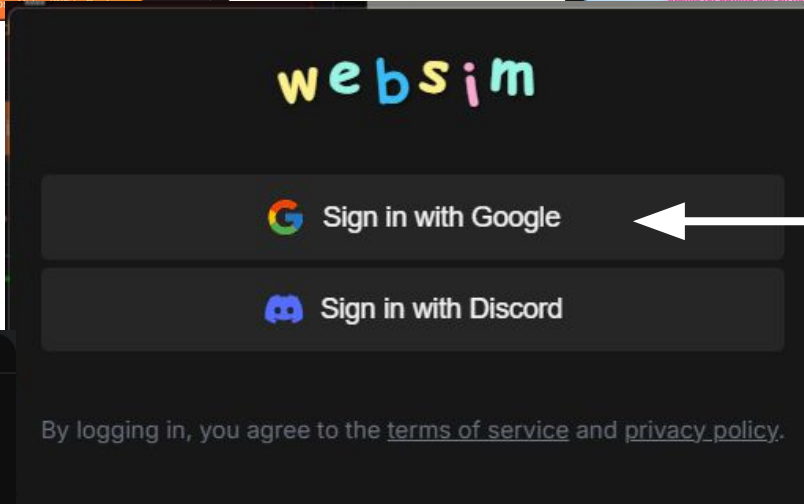 websim
Sign in with Google
Sign in with Discord
By logging in, you agree to the terms of service and privacy policy.